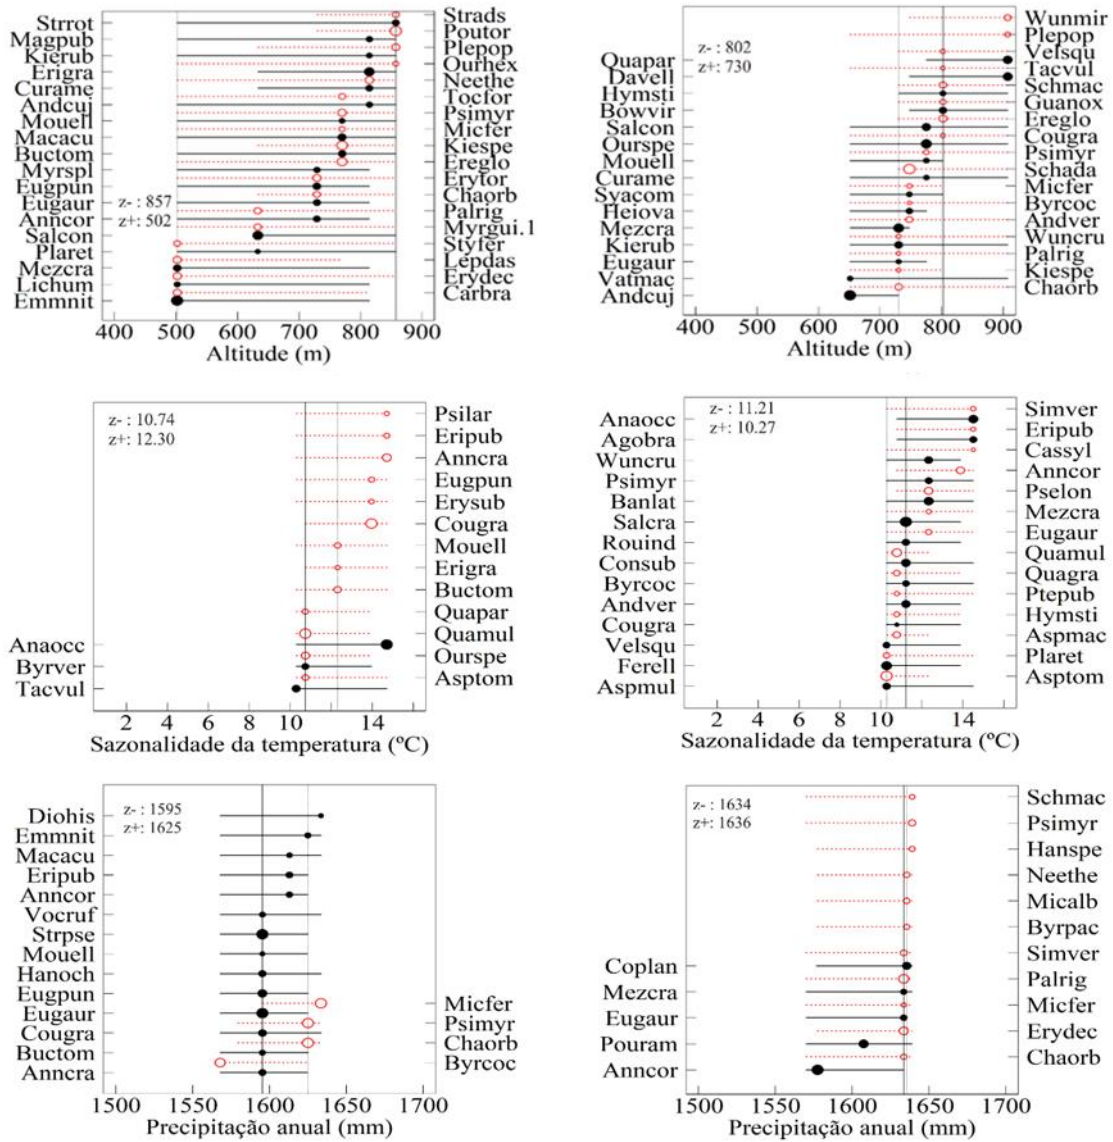 Strrot
Magpub
Kierub
Erigra
Curame
Andcuj
Mouell
Macacu
Buctom
Myrspl
Eugpun
Eugaur
Anncor
Salcon
Plaret
Mezcra
Lichum
Emmnit
z- : 857
z+: 502
Strads
Poutor
Plepop
Ourhex
Neethe
Tocfor
Psimyr
Micfer
Kiespe
Ereglo
Erytor
Chaorb
Palrig
Myrgui.1
Styfer
Lepdas
Erydec
Carbra
400 500 600 700 800 900
Altitude (m)
z- : 802
z+: 730
Quapar
Davell
Hymsti
Bowvir
Salcon
Ourspe
Mouell
Curame
Syacom
Heiova
Mezcra
Kierub
Eugaur
Vatmac
Andcuj
Wunmir
Plepop
Velsqu
Tacvul
Schmac
Guanox
Ereglo
Cougra
Psimyr
Schada
Micfer
Byrcoc
Andver
Wuncru
Palrig
Kiespe
Chaorb
400 500 600 700 800 900
Altitude (m)
z- : 10.74
z+: 12.30
Anaocc
Byrver
Tacvul
Psilar
Eripub
Anncra
Eugpun
Erysub
Cougra
Mouell
Erigra
Buctom
Quapar
Quamul
Ourspe
Asptom
2 4 6 8 10 12 14
Sazonalidade da temperatura (ºC)
z- : 11.21
z+: 10.27
Anaocc
Agobra
Wuncru
Psimyr
Banlat
Salcra
Rouind
Consub
Byrcoc
Andver
Cougra
Velsqu
Ferell
Aspmul
Simver
Eripub
Cassyl
Anncor
Pselon
Mezcra
Eugaur
Quamul
Quagra
Ptepub
Hymsti
Aspmac
Plaret
Asptom
2 4 6 8 10 12 14
Sazonalidade da temperatura (ºC)
z- : 1595
z+: 1625
Diohis
Emmnit
Macacu
Eripub
Anncor
Vocruf
Strpse
Mouell
Hanoch
Eugpun
Eugaur
Cougra
Buctom
Anncra
Micfer
Psimyr
Chaorb
Byrcoc
1500 1550 1600 1650 1700
Precipitação anual (mm)
z- : 1634
z+: 1636
Coplan
Mezcra
Eugaur
Pouram
Anncor
Schmac
Psimyr
Hanspe
Neethe
Micalb
Byrpac
Simver
Palrig
Micfer
Erydec
Chaorb
1500 1550 1600 1650 1700
Precipitação anual (mm)